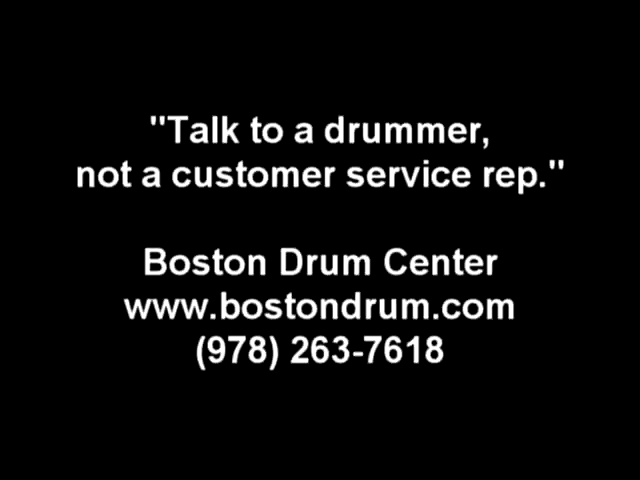 "Talk to a drummer,
not a customer service rep."
Boston Drum Center
www.bostondrum.com
(978) 263-7618